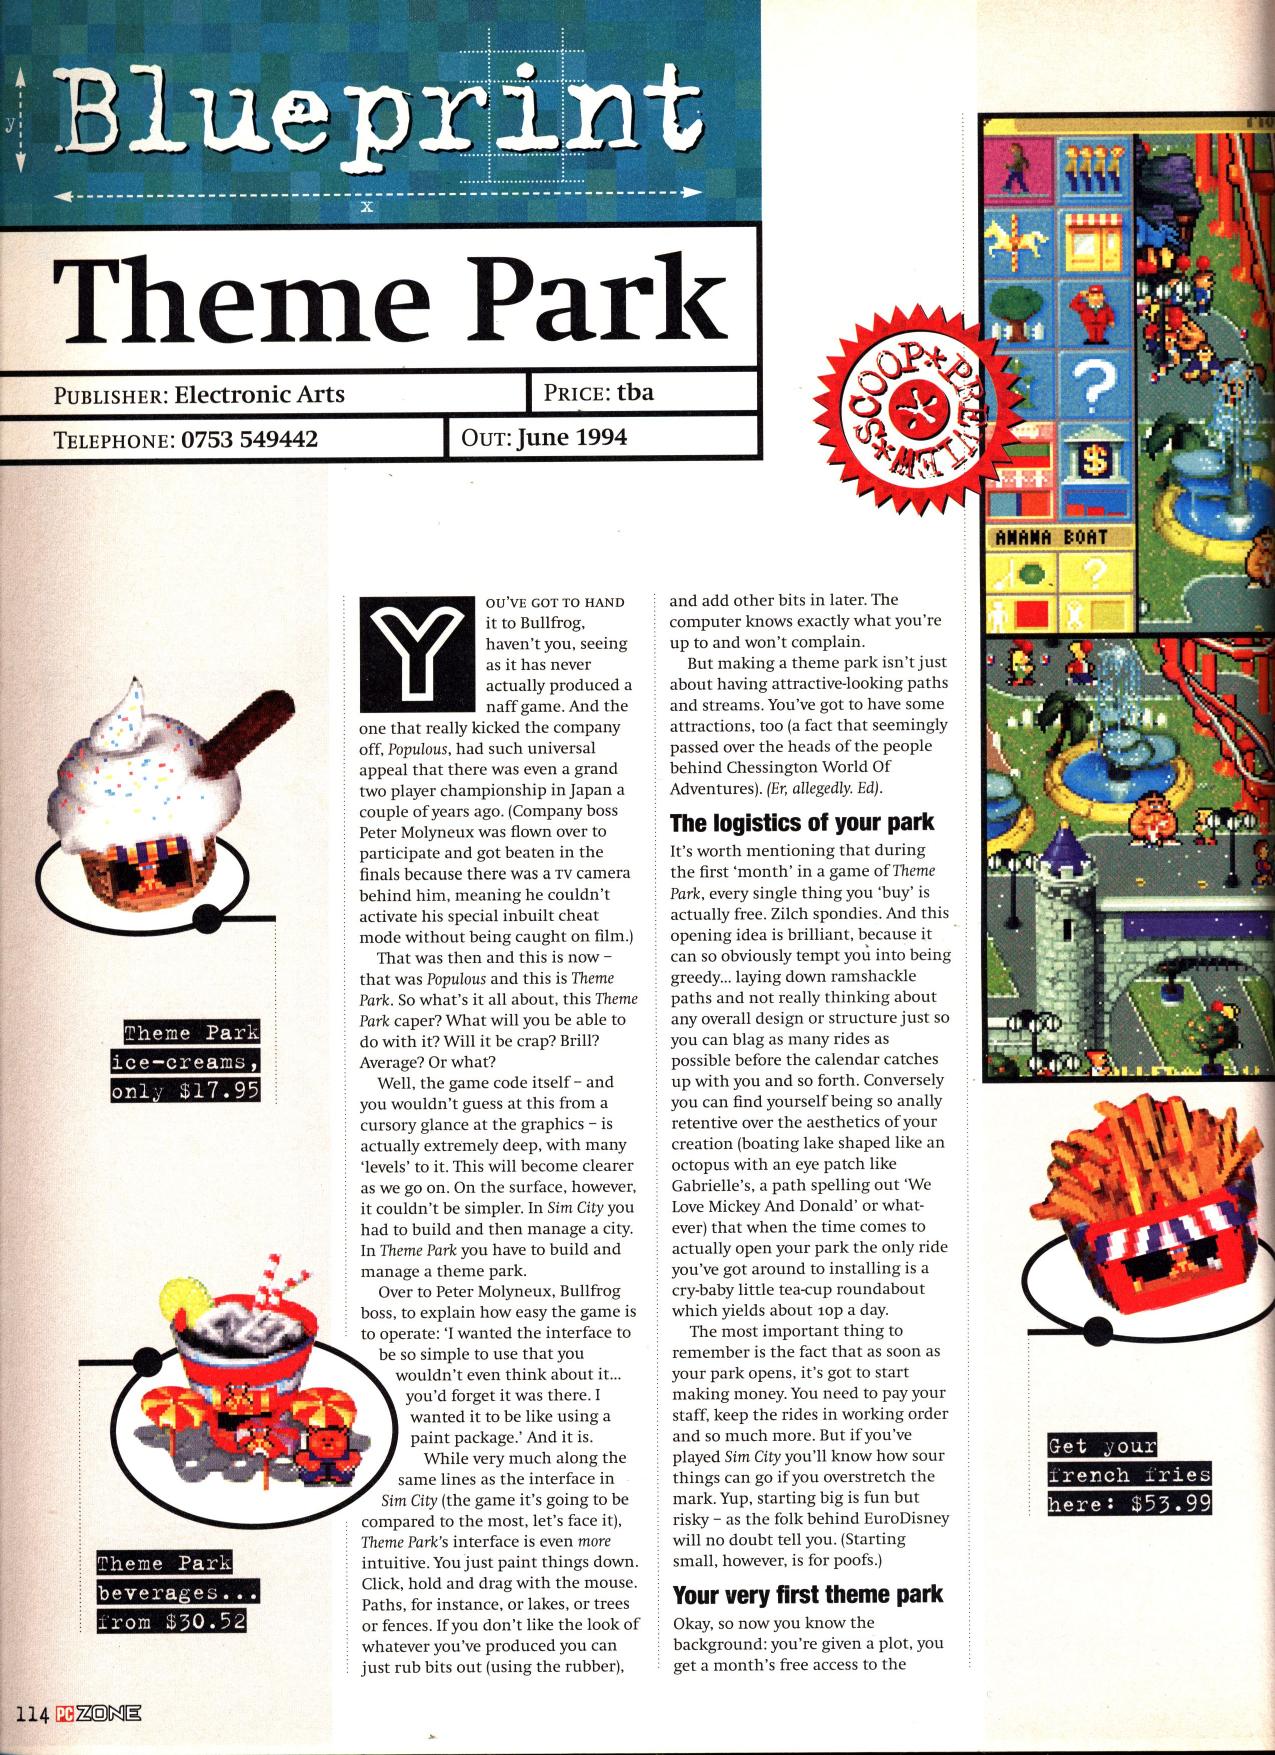 Blueprint
y
x
Theme Park
PUBLISHER: Electronic Arts
PRICE: tba
TELEPHONE: 0753 549442
OUT: June 1994
SCOOP*PREVIEW*
AMAMA BOAT
Theme Park
ice-creams,
only $17.95
Theme Park
beverages...
from $30.52
YOU'VE GOT TO HAND
it to Bullfrog,
haven't you, seeing
as it has never
actually produced a
naff game. And the
one that really kicked the company
off, Populous, had such universal
appeal that there was even a grand
two player championship in Japan a
couple of years ago. (Company boss
Peter Molyneux was flown over to
participate and got beaten in the
finals because there was a TV camera
behind him, meaning he couldn't
activate his special inbuilt cheat
mode without being caught on film.)
That was then and this is now –
that was Populous and this is Theme
Park. So what's it all about, this Theme
Park caper? What will you be able to
do with it? Will it be crap? Brill?
Average? Or what?
Well, the game code itself – and
you wouldn't guess at this from a
cursory glance at the graphics – is
actually extremely deep, with many
'levels' to it. This will become clearer
as we go on. On the surface, however,
it couldn't be simpler. In Sim City you
had to build and then manage a city.
In Theme Park you have to build and
manage a theme park.
Over to Peter Molyneux, Bullfrog
boss, to explain how easy the game is
to operate: 'I wanted the interface to
be so simple to use that you
wouldn't even think about it...
you'd forget it was there. I
wanted it to be like using a
paint package.' And it is.
While very much along the
same lines as the interface in
Sim City (the game it's going to be
compared to the most, let's face it),
Theme Park's interface is even more
intuitive. You just paint things down.
Click, hold and drag with the mouse.
Paths, for instance, or lakes, or trees
or fences. If you don't like the look of
whatever you've produced you can
just rub bits out (using the rubber),
and add other bits in later. The
computer knows exactly what you're
up to and won't complain.
But making a theme park isn't just
about having attractive-looking paths
and streams. You've got to have some
attractions, too (a fact that seemingly
passed over the heads of the people
behind Chessington World Of
Adventures). (Er, allegedly. Ed).
The logistics of your park
It's worth mentioning that during
the first 'month' in a game of Theme
Park, every single thing you 'buy' is
actually free. Zilch spondies. And this
opening idea is brilliant, because it
can so obviously tempt you into being
greedy... laying down ramshackle
paths and not really thinking about
any overall design or structure just so
you can blag as many rides as
possible before the calendar catches
up with you and so forth. Conversely
you can find yourself being so anally
retentive over the aesthetics of your
creation (boating lake shaped like an
octopus with an eye patch like
Gabrielle's, a path spelling out 'We
Love Mickey And Donald' or what-
ever) that when the time comes to
actually open your park the only ride
you've got around to installing is a
cry-baby little tea-cup roundabout
which yields about 10p a day.
The most important thing to
remember is the fact that as soon as
your park opens, it's got to start
making money. You need to pay your
staff, keep the rides in working order
and so much more. But if you've
played Sim City you'll know how sour
things can go if you overstretch the
mark. Yup, starting big is fun but
risky – as the folk behind EuroDisney
will no doubt tell you. (Starting
small, however, is for poofs.)
Your very first theme park
Okay, so now you know the
background: you're given a plot, you
get a month's free access to the
Get your
french fries
here: $53.99
114 PC ZONE